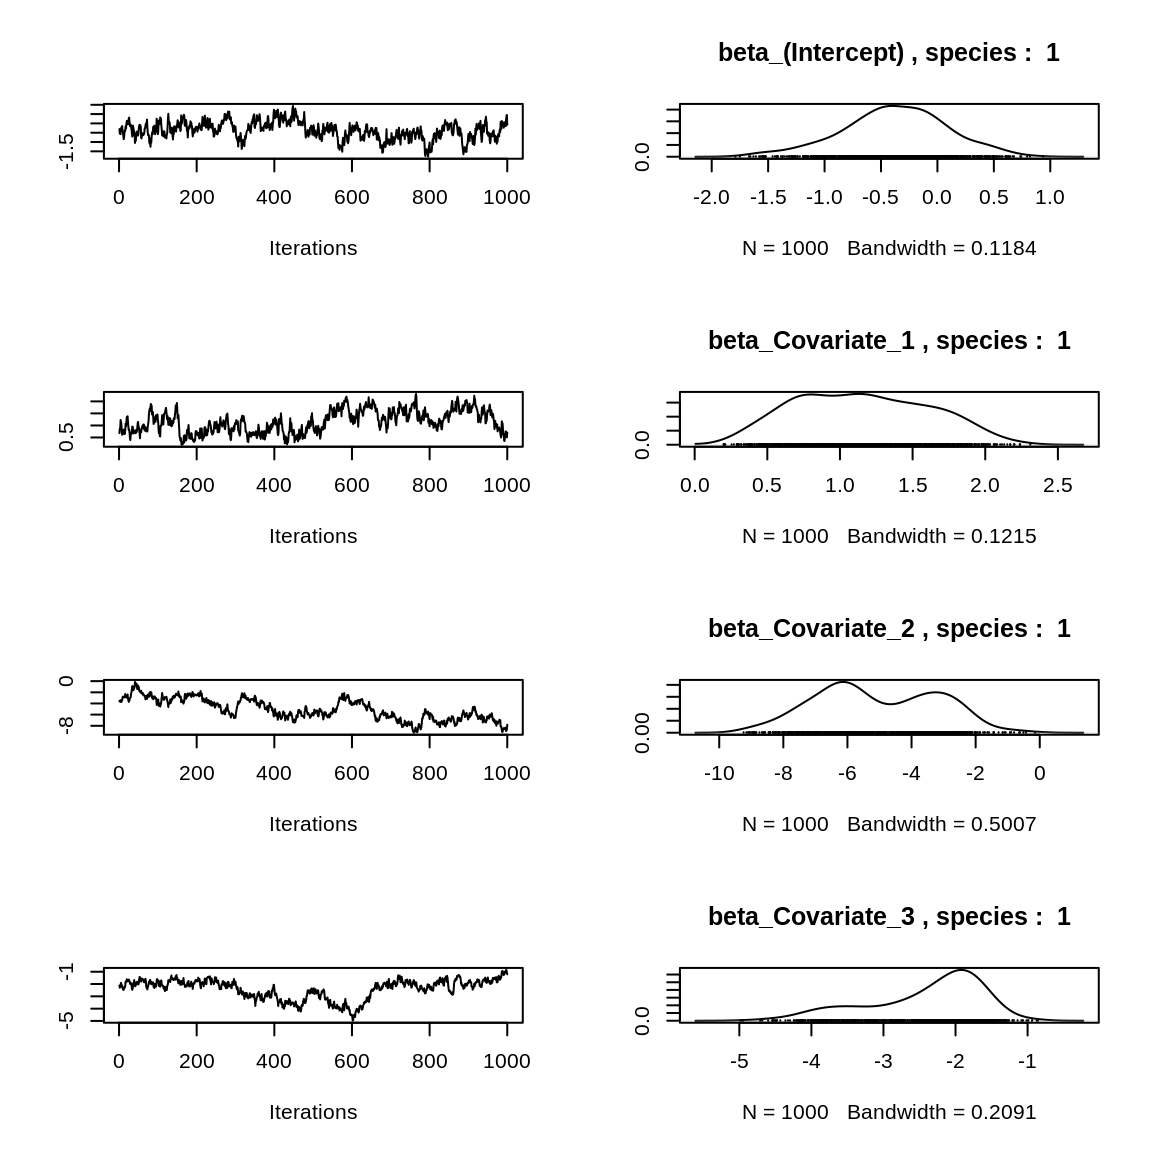 beta_(Intercept) , species :  1
-1.5
0 200 400 600 800 1000
Iterations
0.0
-2.0 -1.5 -1.0 -0.5 0.0 0.5 1.0
N = 1000   Bandwidth = 0.1184
beta_Covariate_1 , species :  1
0.5
0 200 400 600 800 1000
Iterations
0.0
0.0 0.5 1.0 1.5 2.0 2.5
N = 1000   Bandwidth = 0.1215
beta_Covariate_2 , species :  1
0
-8
0 200 400 600 800 1000
Iterations
0.00
-10 -8 -6 -4 -2 0
N = 1000   Bandwidth = 0.5007
beta_Covariate_3 , species :  1
-1
-5
0 200 400 600 800 1000
Iterations
0.0
-5 -4 -3 -2 -1
N = 1000   Bandwidth = 0.2091